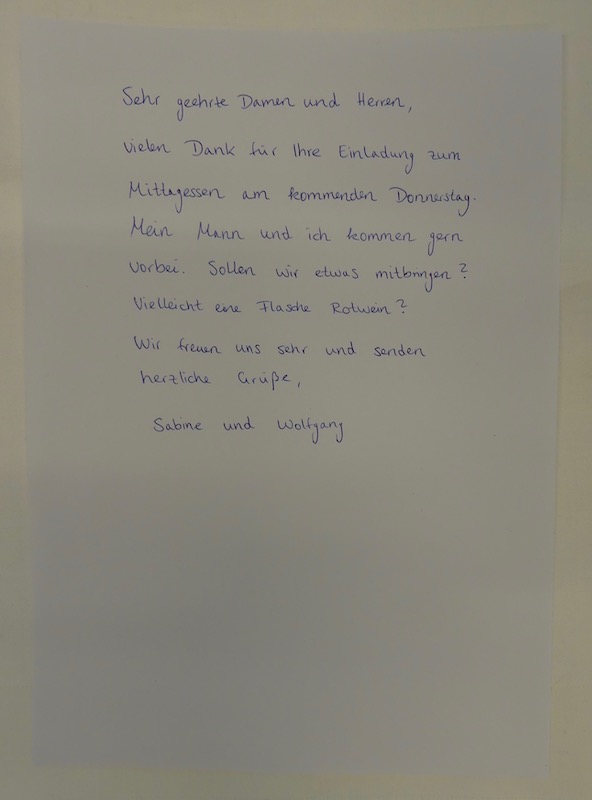 Sehr geehrte Damen und Herren,
vielen Dank für Ihre Einladung zum
Mittagessen am kommenden Donnerstag.
Mein Mann und ich kommen gern
vorbei. Sollen wir etwas mitbringen?
Vielleicht eine Flasche Rotwein?
Wir freuen uns sehr und senden
herzliche Grüße,
Sabine und Wolfgang